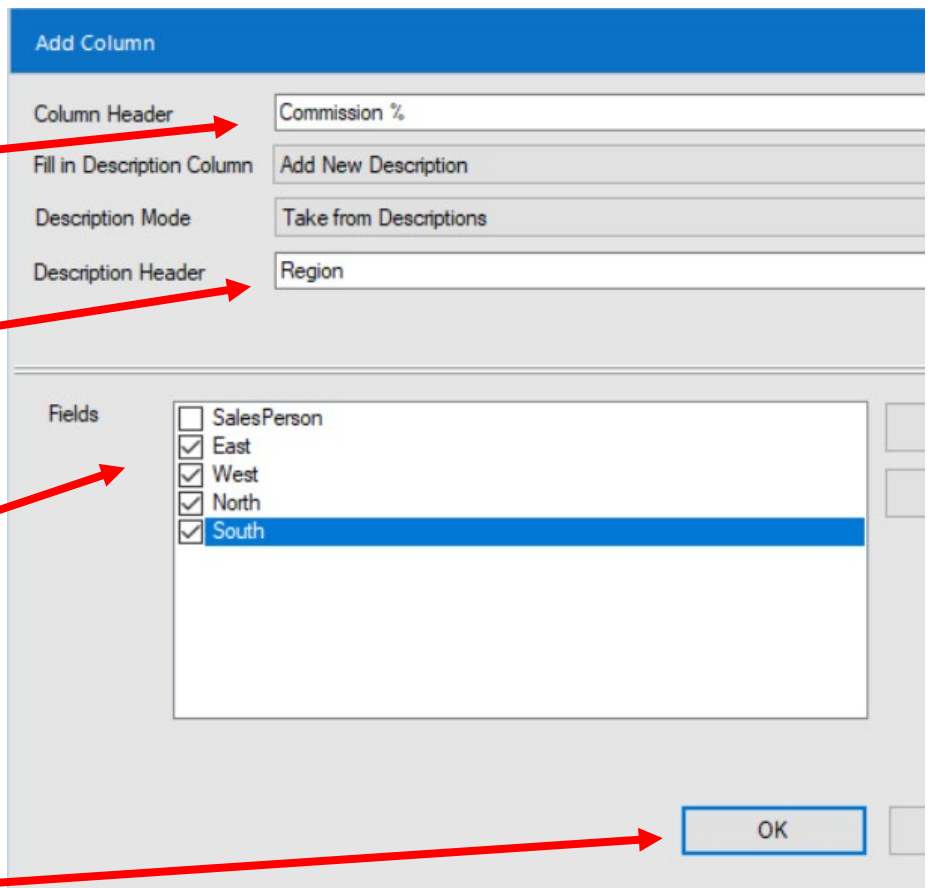 Add Column
Column Header Commission %
Fill in Description Column Add New Description
Description Mode Take from Descriptions
Description Header Region
Fields
SalesPerson
East
West
North
South
OK